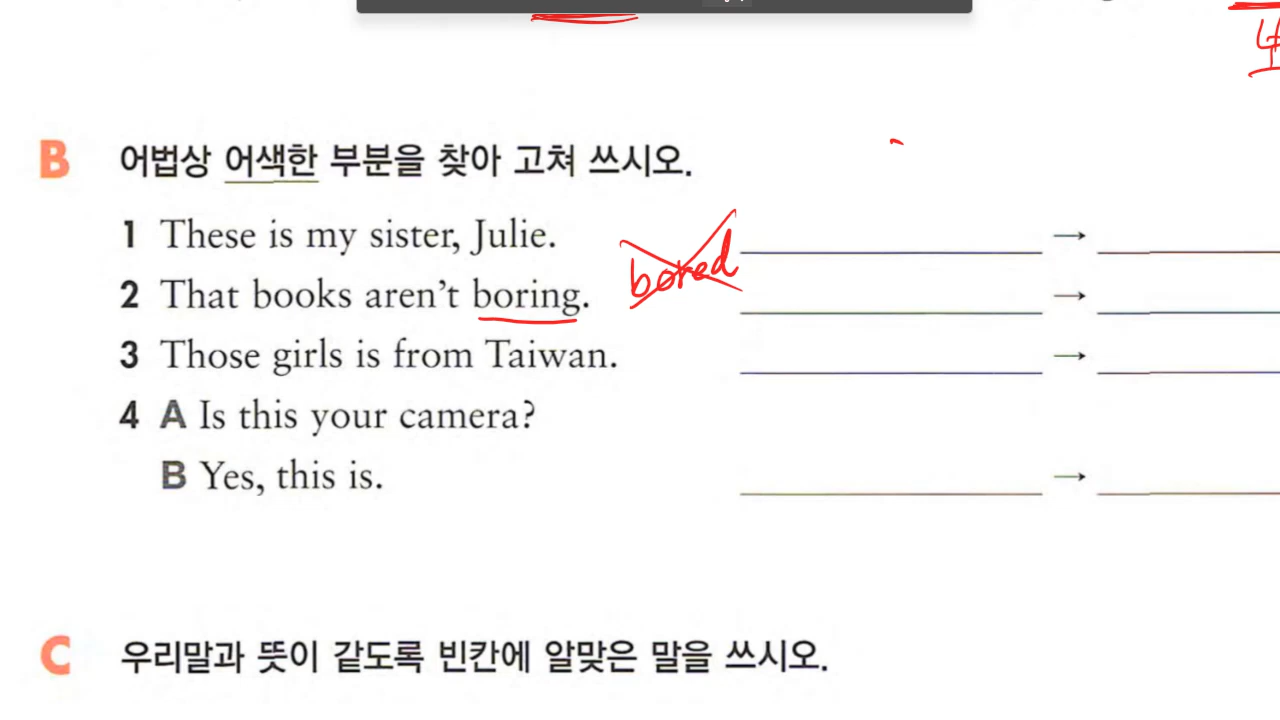 B 어법상 어색한 부분을 찾아 고쳐 쓰시오.
1 These is my sister, Julie. →
2 That books aren't boring. bored →
3 Those girls is from Taiwan. →
4 A Is this your camera?
B Yes, this is. →
C 우리말과 뜻이 같도록 빈칸에 알맞은 말을 쓰시오.